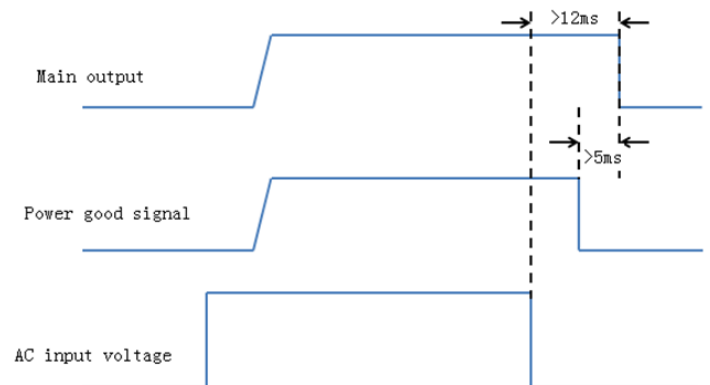 >12ms
Main output
>5ms
Power good signal
AC input voltage